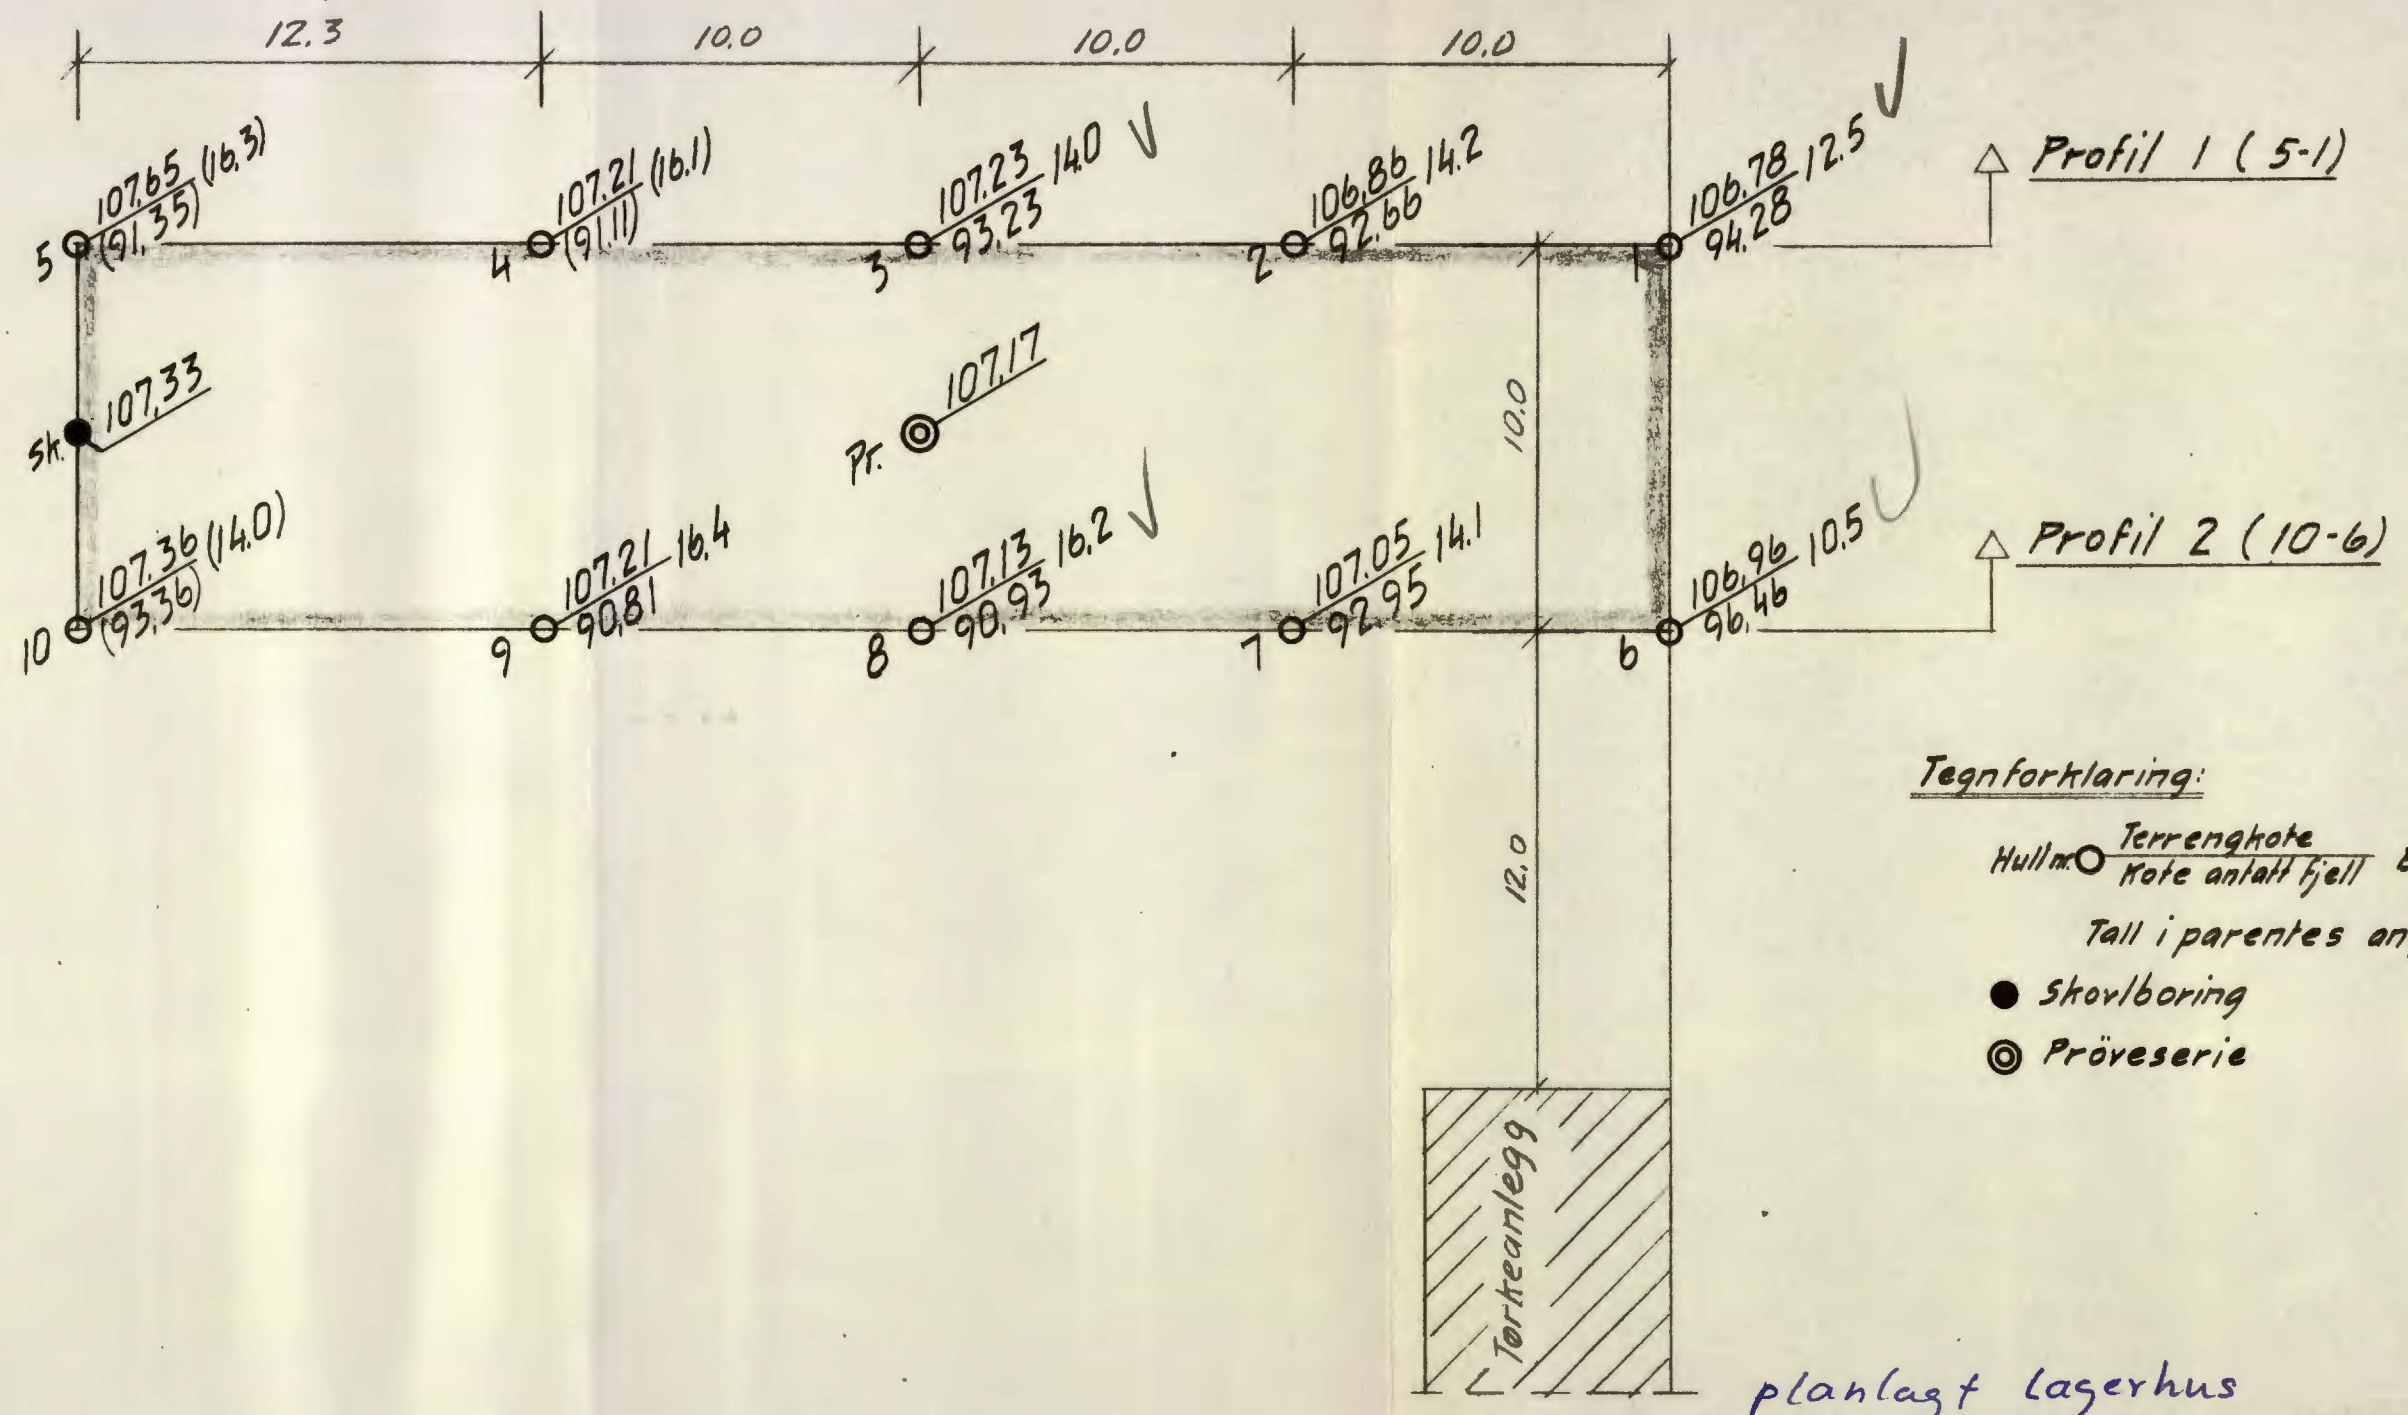 12.3 10.0 10.0 10.0
5 107.65 (16.3)
(91.35)
4 107.21 (16.1)
(91.11)
3 107.23 14.0
93.23
2 106.86 14.2
92.66
1 106.78 12.5
94.28
Profil 1 (5-1)
Sk. 107.33
Pr. 107.17
10.0
10 107.36 (14.0)
(93.36)
9 107.21 16.4
90.81
8 107.13 16.2
90.93
7 107.05 14.1
92.95
6 106.96 10.5
96.46
Profil 2 (10-6)
12.0
Tegnforklaring:
Hull nr. Terrengkote
Kote antatt fjell
Tall i parentes
Skovlboring
Pröveserie
Tørkeanlegg
planlagt lagerhus